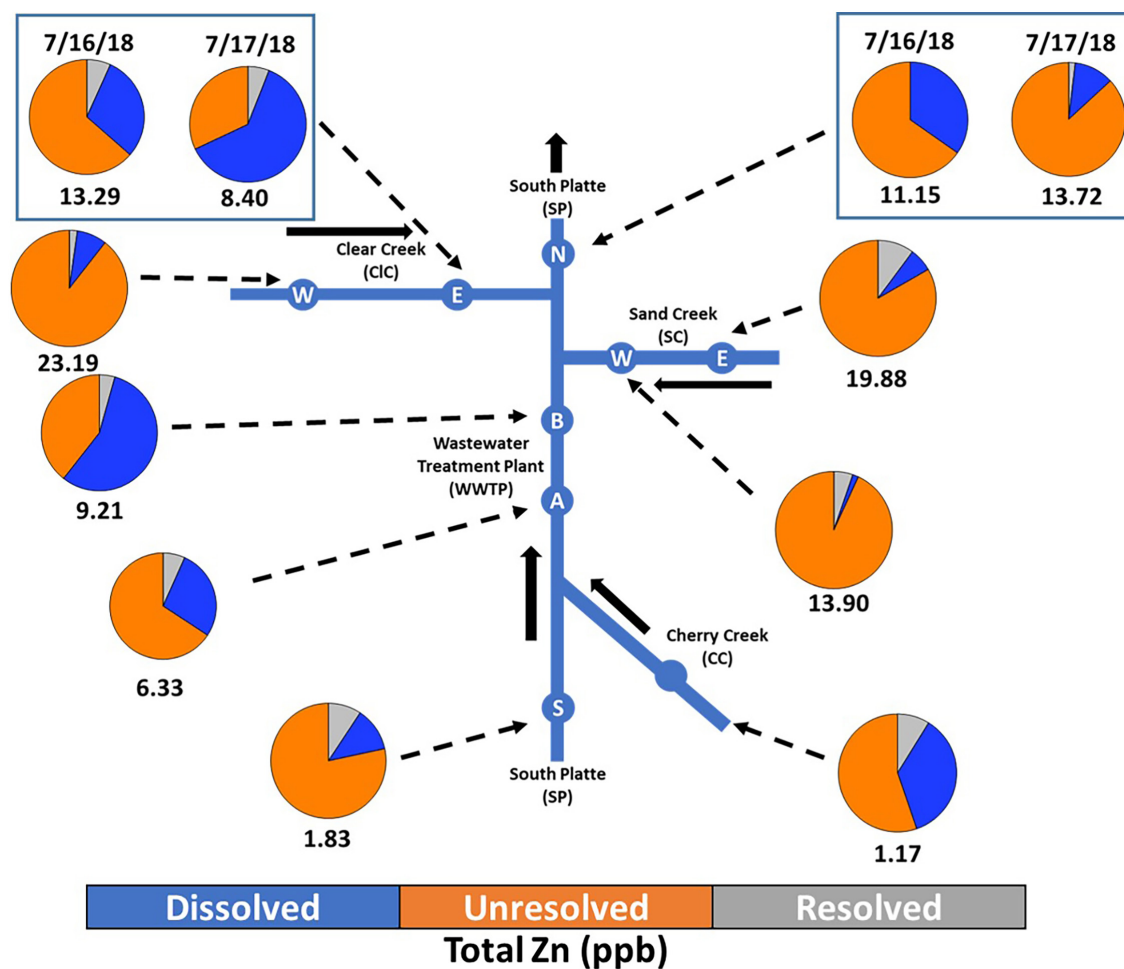 7/16/18 7/17/18
13.29 8.40
7/16/18 7/17/18
11.15 13.72
South Platte
(SP)
N
Clear Creek
(ClC)
W
E
23.19
Sand Creek
(SC)
W
E
19.88
B
9.21
Wastewater
Treatment Plant
(WWTP)
A
13.90
6.33
Cherry Creek
(CC)
S
1.83
South Platte
(SP)
1.17
Dissolved Unresolved Resolved
Total Zn (ppb)